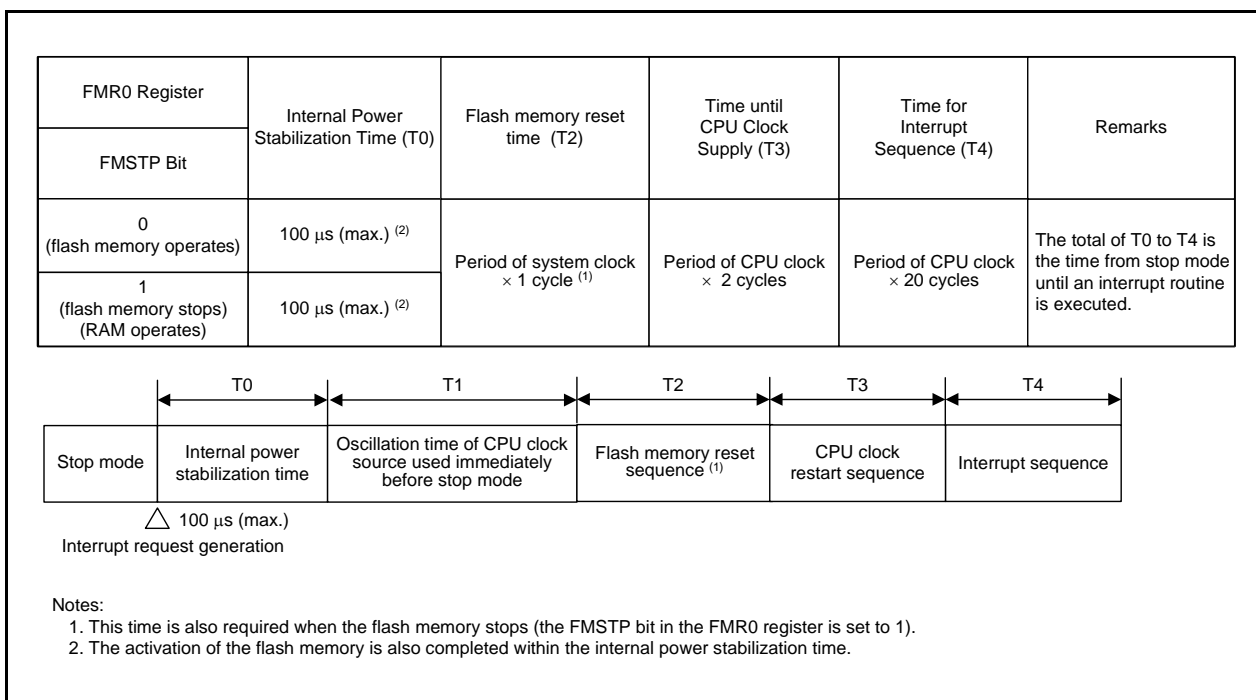 FMR0 Register
FMSTP Bit
Internal Power
Stabilization Time (T0)
Flash memory reset
time (T2)
Time until
CPU Clock
Supply (T3)
Time for
Interrupt
Sequence (T4)
Remarks
0
(flash memory operates)
100 μs (max.) (2)
1
(flash memory stops)
(RAM operates)
100 μs (max.) (2)
Period of system clock
× 1 cycle (1)
Period of CPU clock
× 2 cycles
Period of CPU clock
× 20 cycles
The total of T0 to T4 is
the time from stop mode
until an interrupt routine
is executed.
T0
T1
T2
T3
T4
Stop mode
Internal power
stabilization time
Oscillation time of CPU clock
source used immediately
before stop mode
Flash memory reset
sequence (1)
CPU clock
restart sequence
Interrupt sequence
100 μs (max.)
Interrupt request generation
Notes:
1. This time is also required when the flash memory stops (the FMSTP bit in the FMR0 register is set to 1).
2. The activation of the flash memory is also completed within the internal power stabilization time.